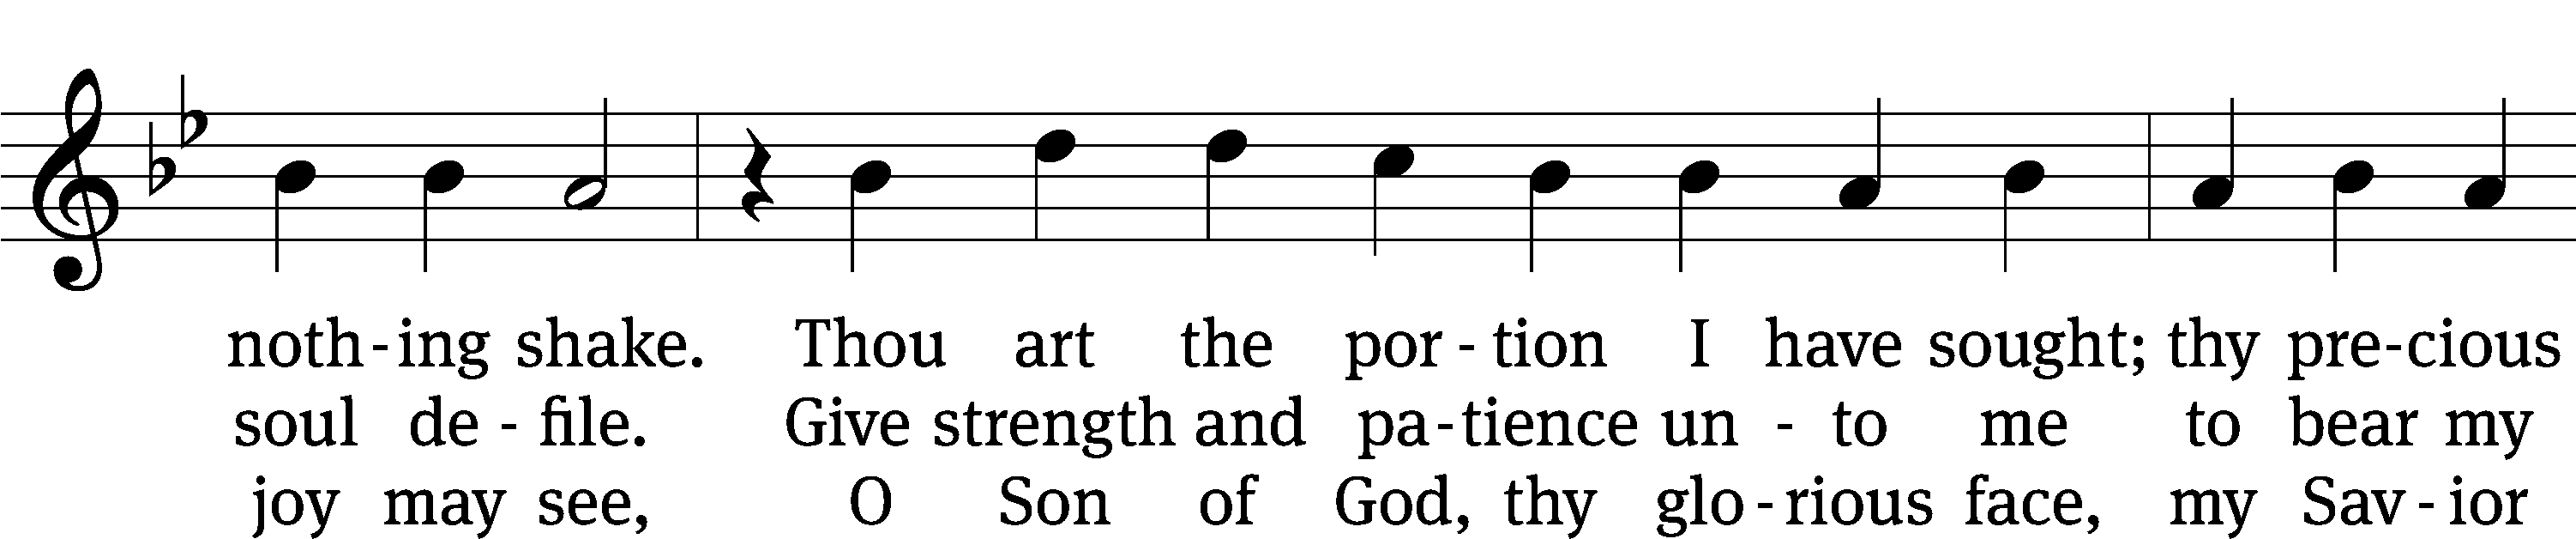 noth - ing shake. Thou art the por - tion I have sought; thy pre - cious
soul de - file. Give strength and pa - tience un - to me to bear my
joy may see, O Son of God, thy glo - rious face, my Sav - ior